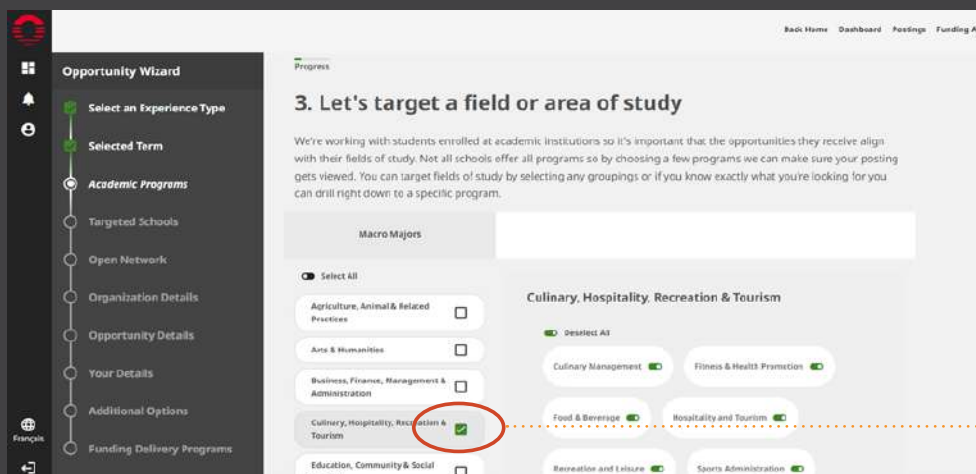 Back Home Dashboard Postings Funding A
Opportunity Wizard
Select an Experience Type
Selected Term
Academic Programs
Targeted Schools
Open Network
Organization Details
Opportunity Details
Your Details
Additional Options
Funding Delivery Programs
Français
Progress
3. Let's target a field or area of study
We're working with students enrolled at academic institutions so it's important that the opportunities they receive align
with their fields of study. Not all schools offer all programs so by choosing a few programs we can make sure your posting
gets viewed. You can target fields of study by selecting any groupings or if you know exactly what you're looking for you
can drill right down to a specific program.
Macro Majors
Select All
Agriculture, Animal & Related
Practices
Arts & Humanities
Business, Finance, Management &
Administration
Culinary, Hospitality, Recreation &
Tourism
Education, Community & Social
Culinary, Hospitality, Recreation & Tourism
Deselect All
Culinary Management Fitness & Health Promotion
Food & Beverage Hospitality and Tourism
Recreation and Leisure Sports Administration